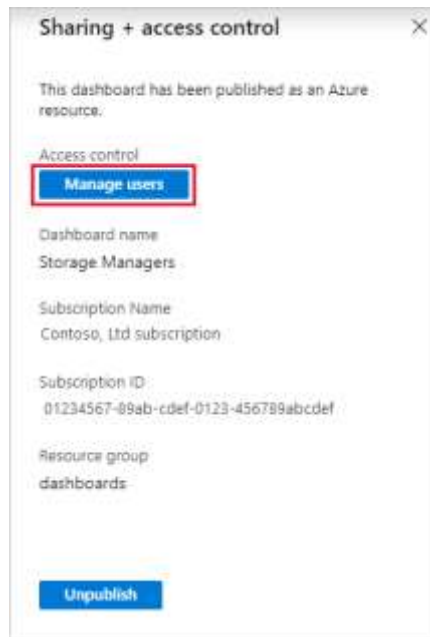 Sharing + access control
This dashboard has been published as an Azure
resource.
Access control
Manage users
Dashboard name
Storage Managers
Subscription Name
Contoso, Ltd subscription
Subscription ID
01234567-89ab-cdef-0123-456789abcdef
Resource group
dashboards
Unpublish